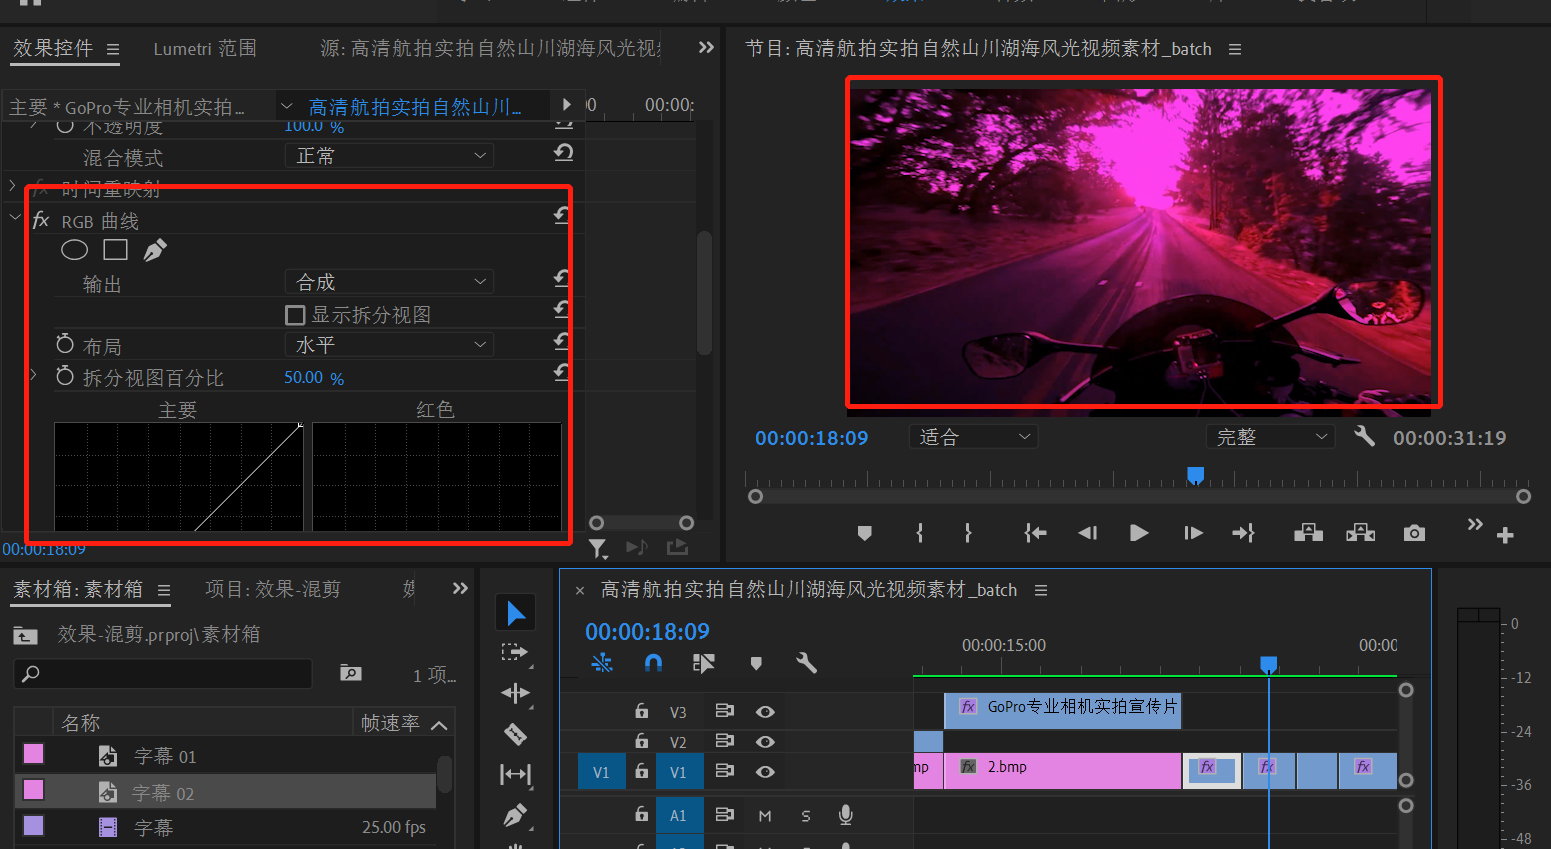 效果控件
Lumetri 范围
源: 高清航拍实拍自然山川湖海风光视频
节目: 高清航拍实拍自然山川湖海风光视频素材_batch
主要 * GoPro专业相机实拍...
高清航拍实拍自然山川...
00:00:
不透明度
100.0 %
混合模式
正常
fx 时间重映射
fx RGB 曲线
输出
合成
显示拆分视图
布局
水平
拆分视图百分比
50.00 %
主要
红色
00:00:18:09
00:00:18:09
适合
完整
00:00:31:19
素材箱: 素材箱
项目: 效果-混剪
效果-混剪.prproj\素材箱
1 项...
名称
帧速率
字幕 01
字幕 02
字幕
25.00 fps
× 高清航拍实拍自然山川湖海风光视频素材_batch
00:00:18:09
00:00:15:00
00:00
V3
fx GoPro专业相机实拍宣传片
V2
V1
V1
mp
fx 2.bmp
fx
fx
fx
A1
M
S
0
-12
-24
-36
-48